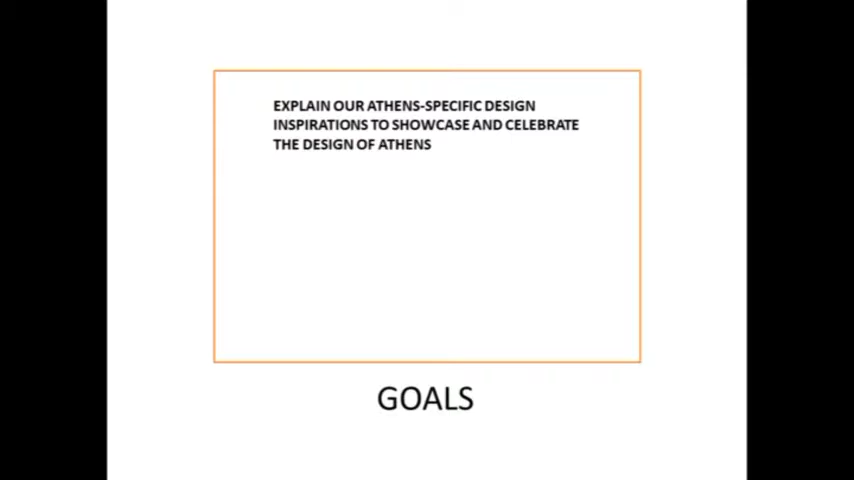 EXPLAIN OUR ATHENS-SPECIFIC DESIGN
INSPIRATIONS TO SHOWCASE AND CELEBRATE
THE DESIGN OF ATHENS
GOALS